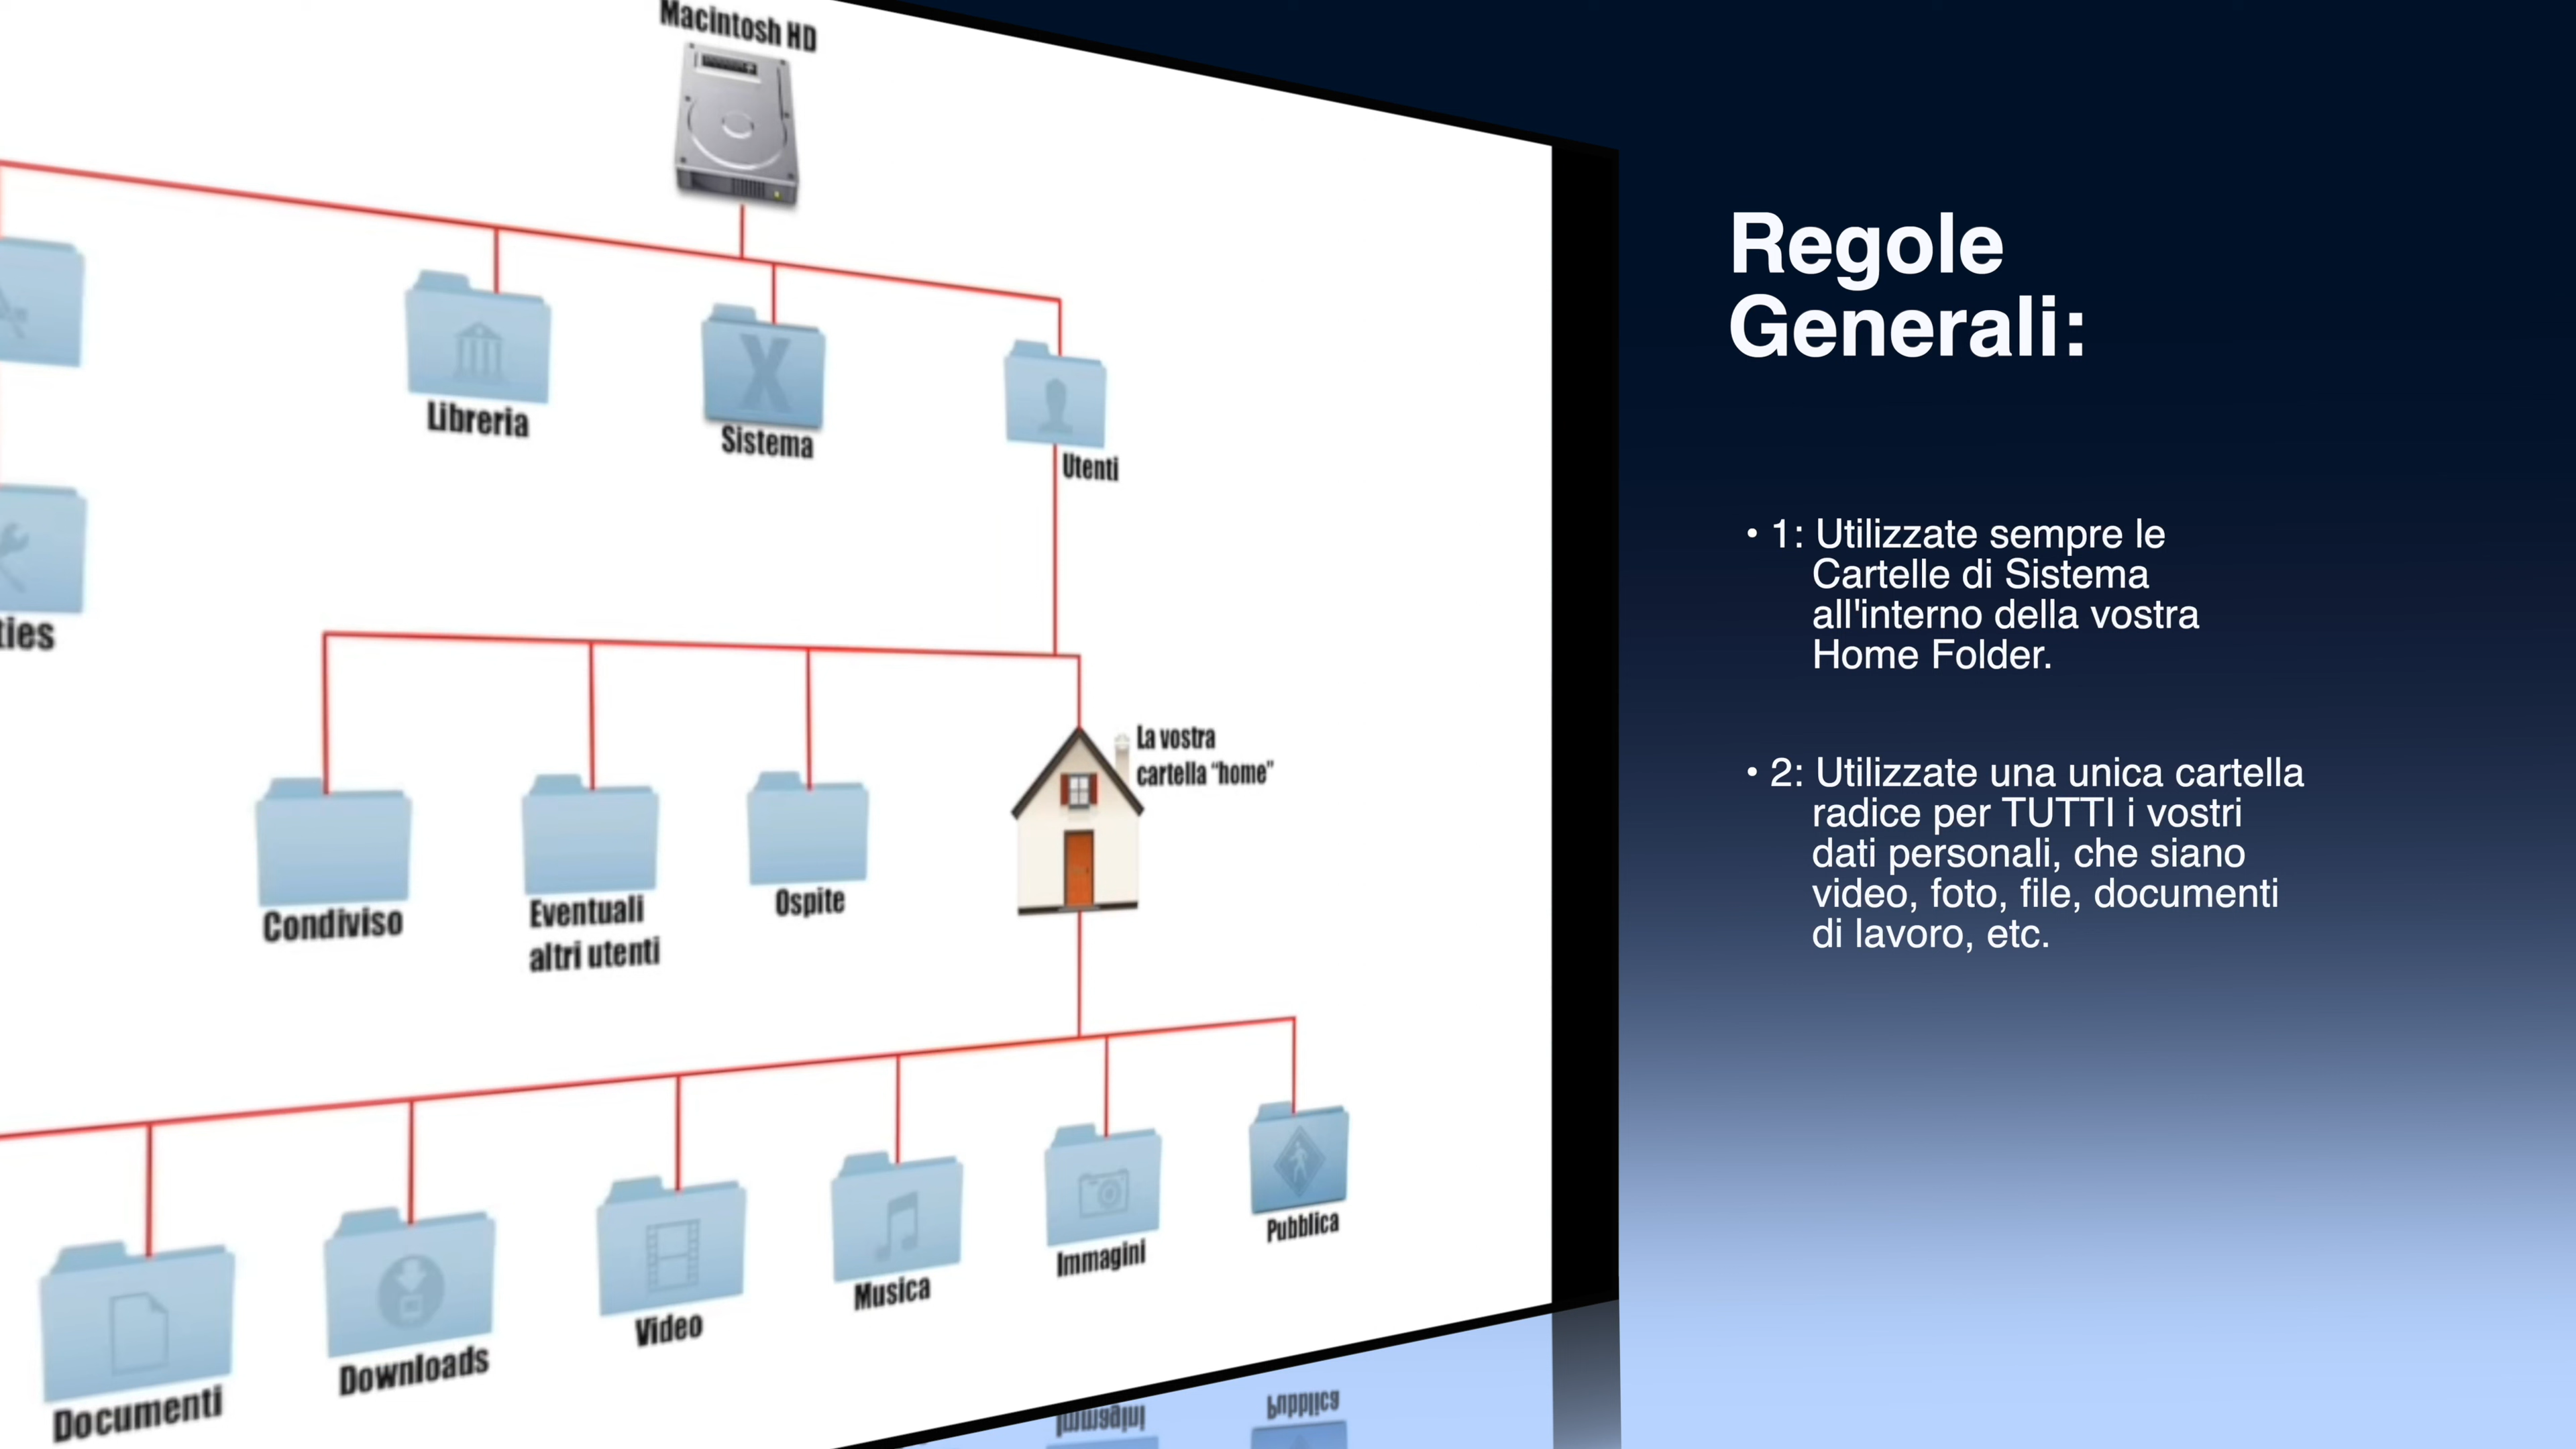 Macintosh HD
Libreria
Sistema
Utenti
ties
La vostra
cartella “home”
Condiviso
Eventuali
altri utenti
Ospite
Documenti
Downloads
Video
Musica
Immagini
Pubblica
Regole
Generali:
• 1: Utilizzate sempre le
Cartelle di Sistema
all'interno della vostra
Home Folder.
• 2: Utilizzate una unica cartella
radice per TUTTI i vostri
dati personali, che siano
video, foto, file, documenti
di lavoro, etc.